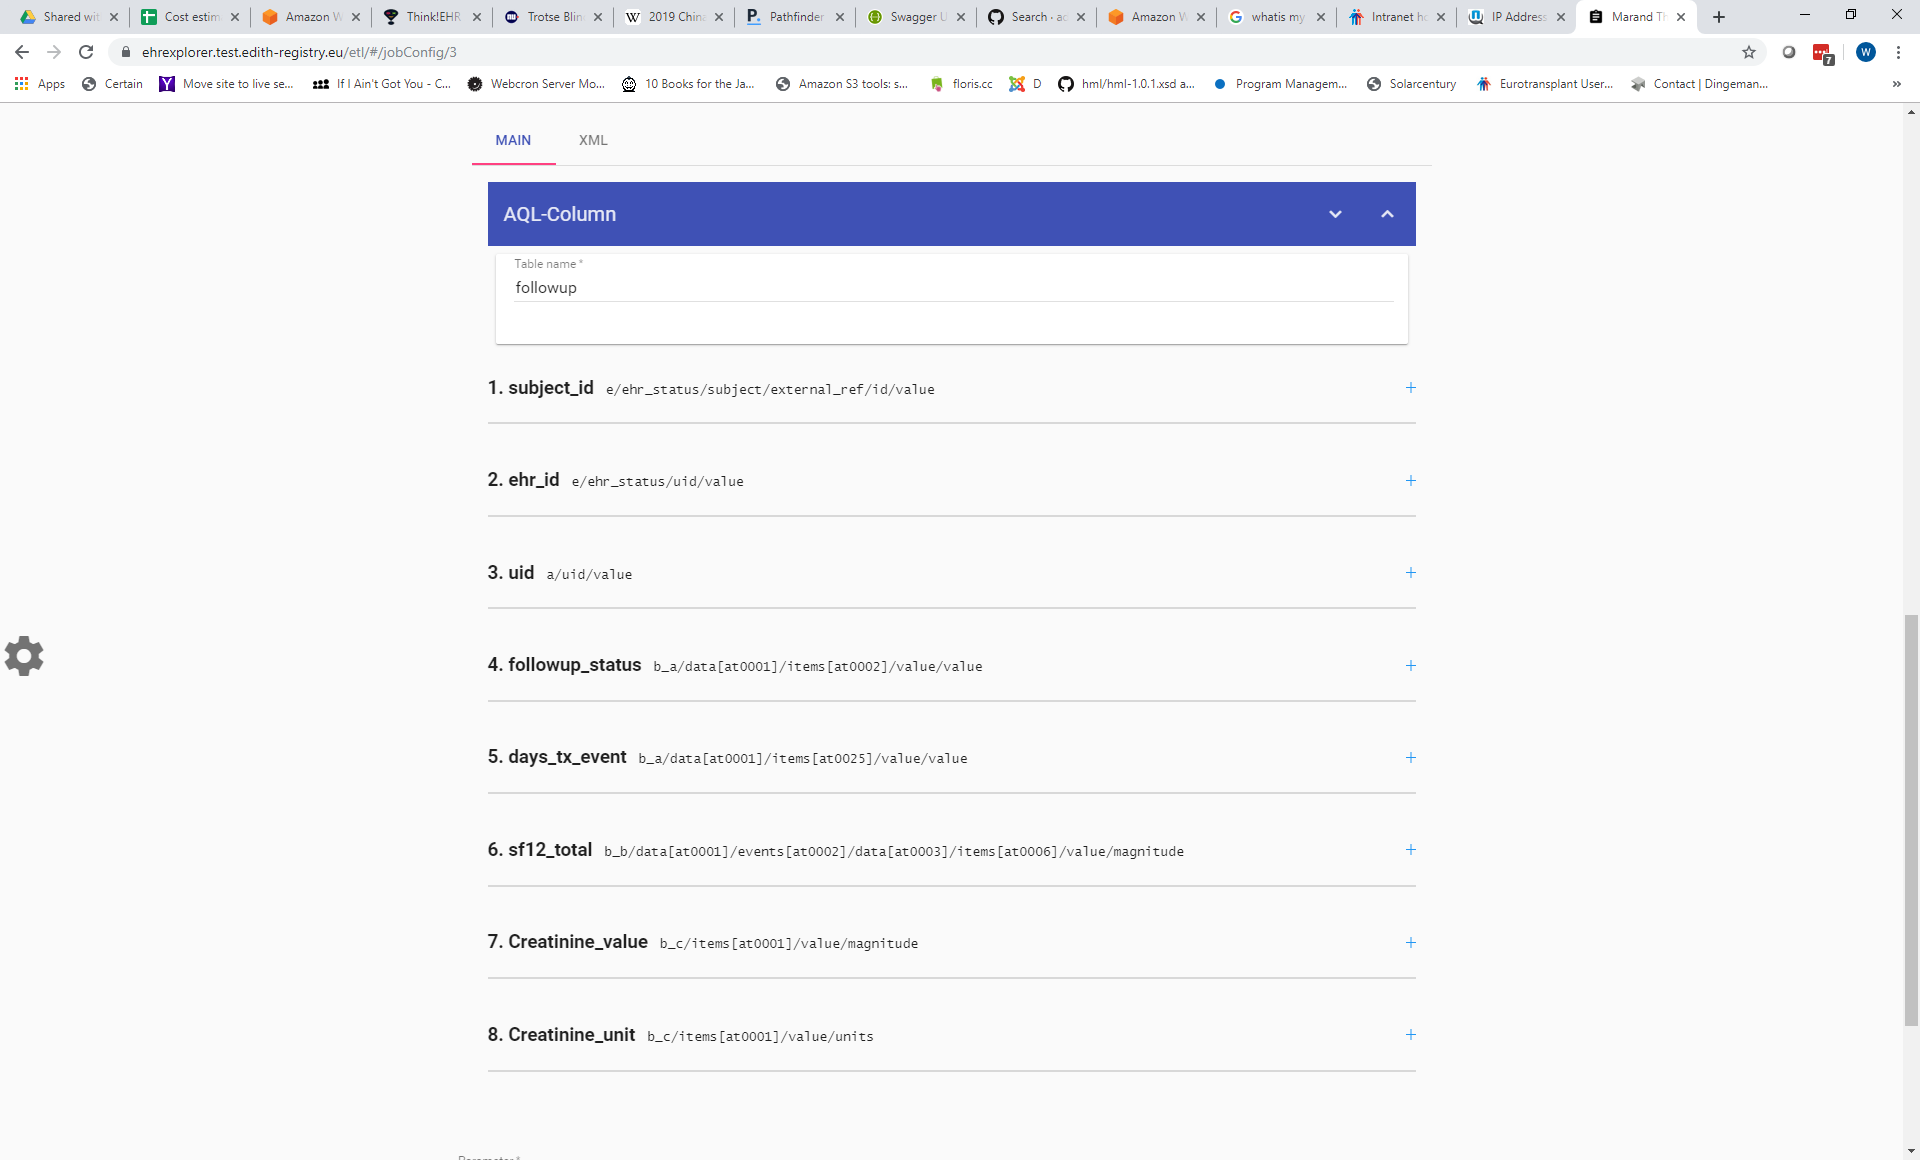 Shared wit
Cost estim
Amazon W
Think!EHR
Trotse Blin
2019 China
Pathfinder
Swagger U
Search · ac
Amazon W
whatis my
Intranet ho
IP Address
Marand Th
ehrexplorer.test.edith-registry.eu/etl/#/jobConfig/3
7
W
Apps
Certain
Move site to live se...
If I Ain't Got You - C...
Webcron Server Mo...
10 Books for the Ja...
Amazon S3 tools: s...
floris.cc
D
hml/hml-1.0.1.xsd a...
Program Managem...
Solarcentury
Eurotransplant User...
Contact | Dingeman...
»
MAIN
XML
AQL-Column
Table name *
followup
1. subject_id e/ehr_status/subject/external_ref/id/value
2. ehr_id e/ehr_status/uid/value
3. uid a/uid/value
4. followup_status b_a/data[at0001]/items[at0002]/value/value
5. days_tx_event b_a/data[at0001]/items[at0025]/value/value
6. sf12_total b_b/data[at0001]/events[at0002]/data[at0003]/items[at0006]/value/magnitude
7. Creatinine_value b_c/items[at0001]/value/magnitude
8. Creatinine_unit b_c/items[at0001]/value/units
Parameter *